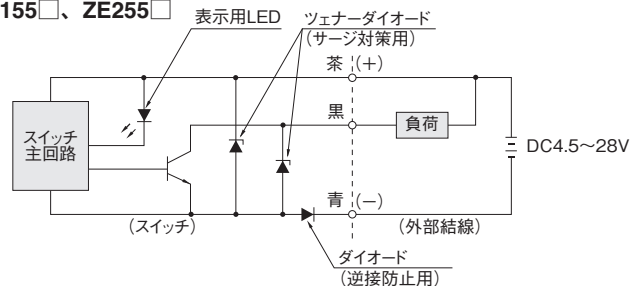 155□、ZE255□
表示用LED
ツェナーダイオード
(サージ対策用)
茶 (+)
黒
負荷
スイッチ
主回路
DC4.5〜28V
青 (−)
(スイッチ)
(外部結線)
ダイオード
(逆接防止用)